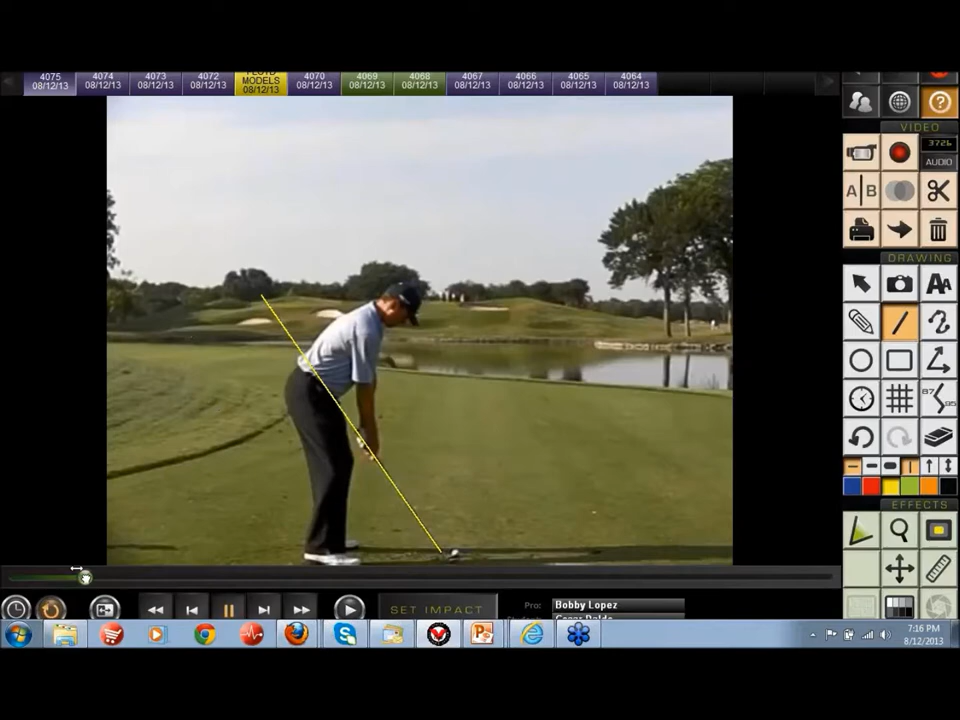 4075 4074 4073 4072 MODELS 4070 4069 4068 4067 4066 4065 4064
08/12/13 08/12/13 08/12/13 08/12/13 08/12/13 08/12/13 08/12/13 08/12/13 08/12/13 08/12/13 08/12/13 08/12/13
?
VIDEO
AUDIO
A|B
DRAWING
AA
87
EFFECTS
SET IMPACT
Pro: Bobby Lopez
7:16 PM
8/12/2013